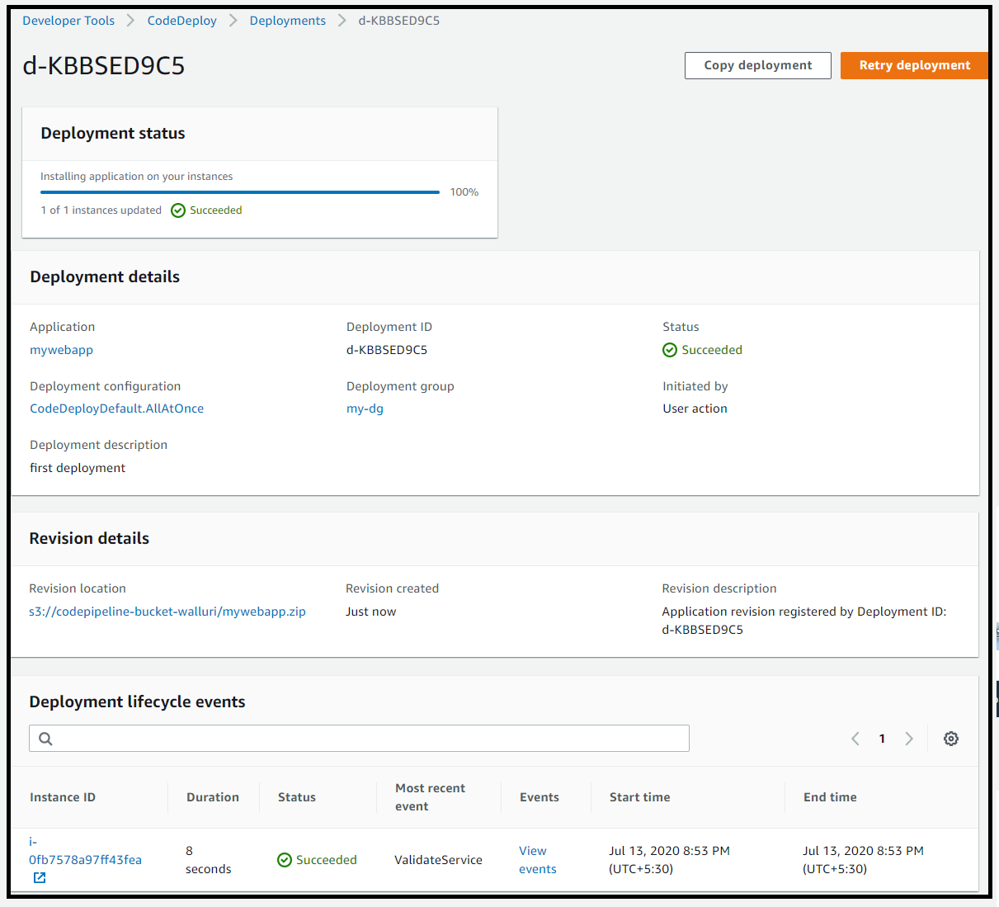 Developer Tools CodeDeploy Deployments d-KBBSED9C5
d-KBBSED9C5
Copy deployment
Retry deployment
Deployment status
Installing application on your instances
100%
1 of 1 instances updated Succeeded
Deployment details
Application
mywebapp
Deployment ID
d-KBBSED9C5
Status
Succeeded
Deployment configuration
CodeDeployDefault.AllAtOnce
Deployment group
my-dg
Initiated by
User action
Deployment description
first deployment
Revision details
Revision location
s3://codepipeline-bucket-walluri/mywebapp.zip
Revision created
Just now
Revision description
Application revision registered by Deployment ID:
d-KBBSED9C5
Deployment lifecycle events
1
Instance ID
Duration
Status
Most recent
event
Events
Start time
End time
i-
0fb7578a97ff43fea
8
seconds
Succeeded
ValidateService
View
events
Jul 13, 2020 8:53 PM
(UTC+5:30)
Jul 13, 2020 8:53 PM
(UTC+5:30)